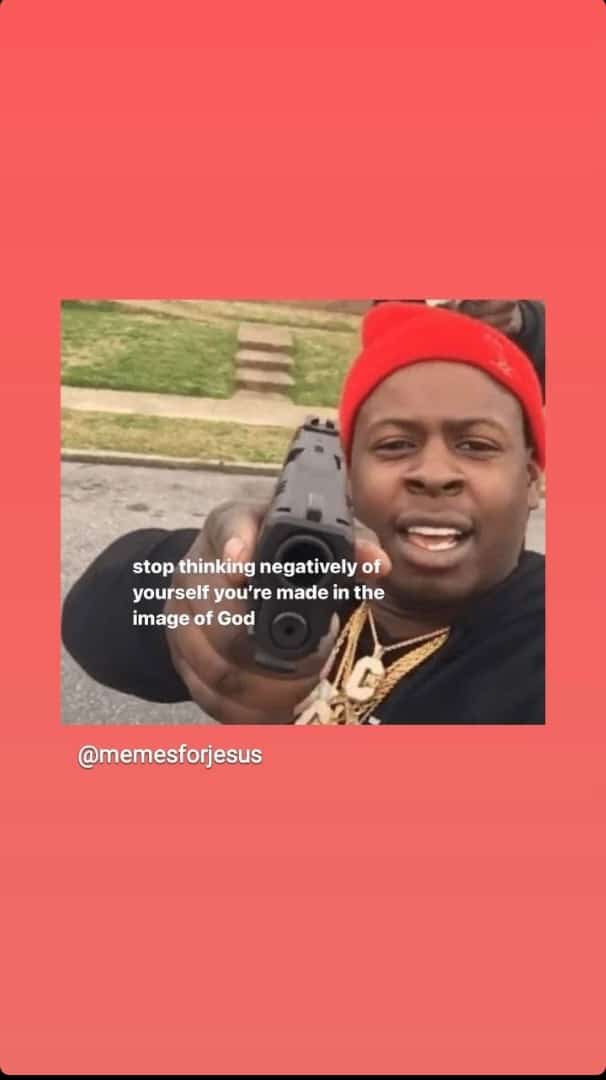 stop thinking negatively of
yourself you're made in the
image of God
@memesforjesus